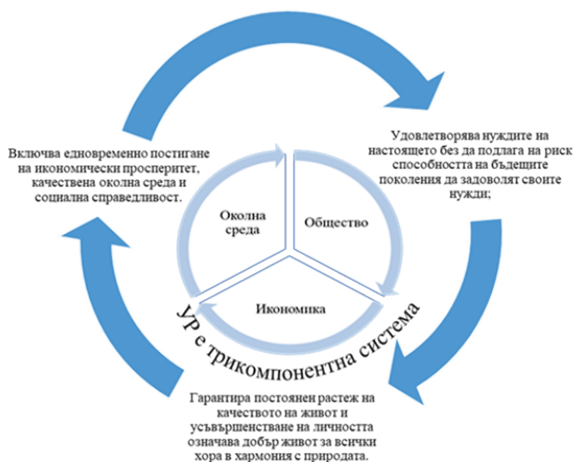 Удовлетворява нуждите на
настоящето без да подлага на риск
способността на бъдещите
поколения да задоволят своите
нужди;
Включва едновременно постигане
на икономически просперитет,
качествена околна среда и
социална справедливост.
Околна
среда
Общество
Икономика
УР е трикомпонентна система
Гарантира постоянен растеж на
качеството на живот и
усъвършенстване на личността
означава добър живот за всички
хора в хармония с природата.